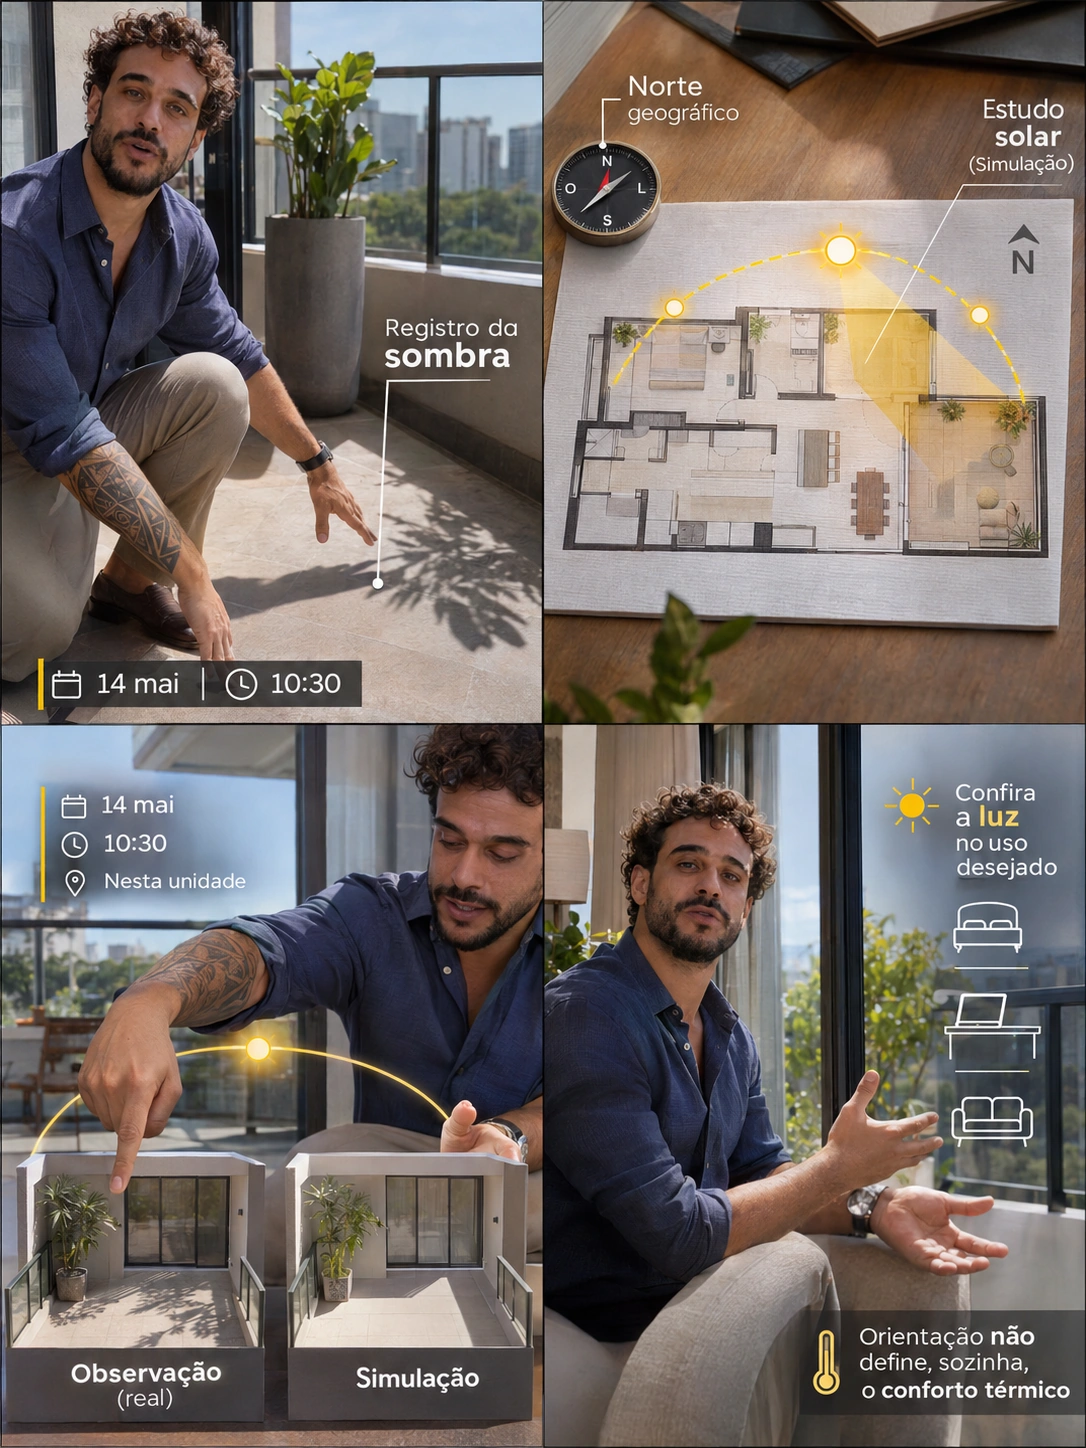 Registro da
sombra
14 mai | 10:30
Norte
geográfico
N
O
L
S
Estudo
solar
(Simulação)
N
14 mai
10:30
Nesta unidade
Observação
(real)
Simulação
Confira
a luz
no uso
desejado
Orientação não
define, sozinha,
o conforto térmico